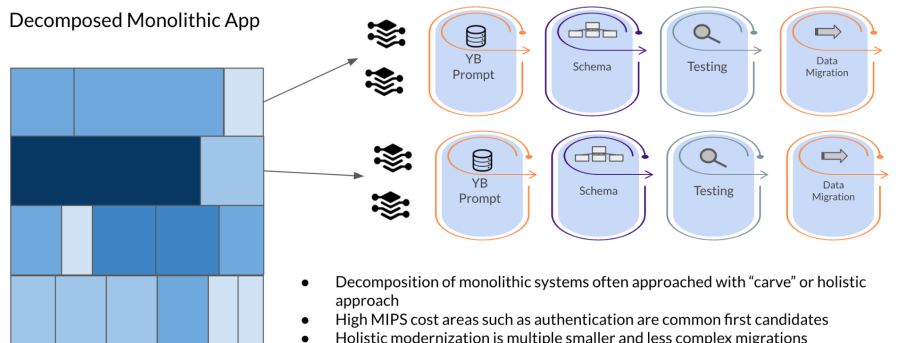 Decomposed Monolithic App
YB
Prompt
Schema
Testing
Data
Migration
YB
Prompt
Schema
Testing
Data
Migration
● Decomposition of monolithic systems often approached with “carve” or holistic
approach
● High MIPS cost areas such as authentication are common first candidates
● Holistic modernization is multiple smaller and less complex migrations